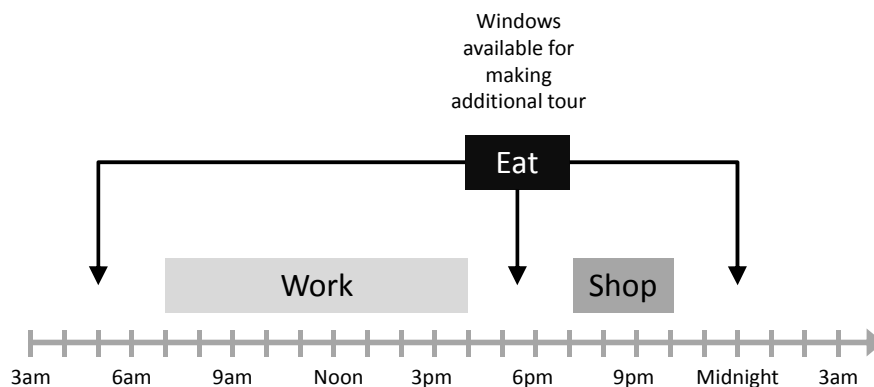 Windows
available for
making
additional tour
Eat
Work
Shop
3am 6am 9am Noon 3pm 6pm 9pm Midnight 3am